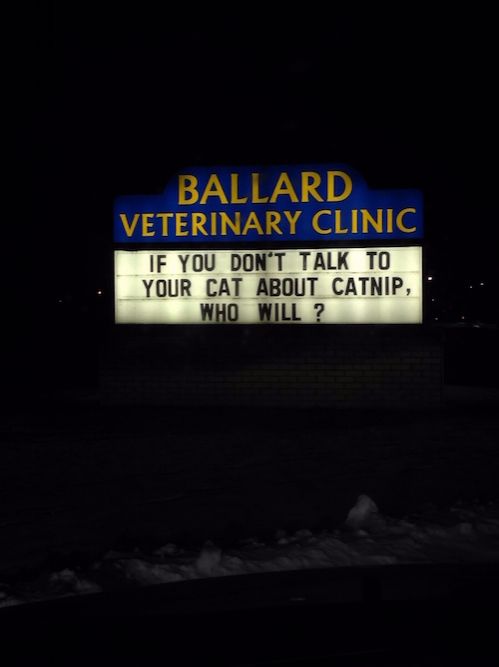 BALLARD
VETERINARY CLINIC
IF YOU DON'T TALK TO
YOUR CAT ABOUT CATNIP,
WHO WILL ?